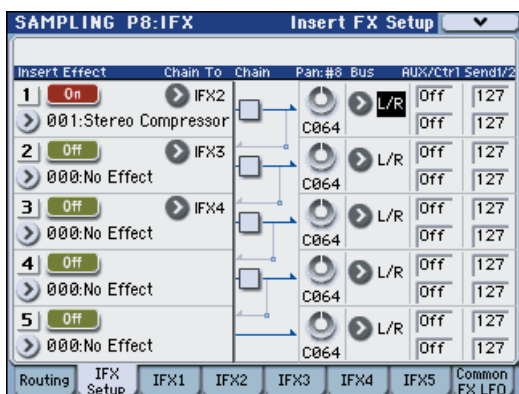 SAMPLING P8:IFX Insert FX Setup
Insert Effect Chain To Chain Pan:#8 Bus AUX/Ctrl Send1/2
1 On IFX2 L/R Off 127
001:Stereo Compressor C064 Off 127
2 Off IFX3 L/R Off 127
000:No Effect C064 Off 127
3 Off IFX4 L/R Off 127
000:No Effect C064 Off 127
4 Off L/R Off 127
000:No Effect C064 Off 127
5 Off L/R Off 127
000:No Effect C064 Off 127
Routing IFX Setup IFX1 IFX2 IFX3 IFX4 IFX5 Common FX LFO